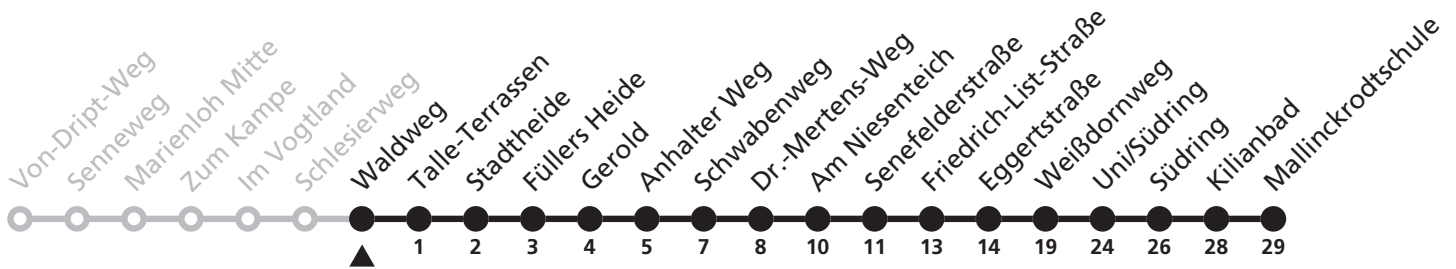 Von-Dript-Weg
Senneweg
Marienloh Mitte
Zum Kampe
Im Vogtland
Schlesierweg
Waldweg
Talle-Terrassen
Stadtheide
Füllers Heide
Gerold
Anhalter Weg
Schwabenweg
Dr.-Mertens-Weg
Am Niesenteich
Senefelderstraße
Friedrich-List-Straße
Eggertstraße
Weißdornweg
Uni/Südring
Südring
Kilianbad
Mallinckrodtschule
1 2 3 4 5 7 8 10 11 13 14 19 24 26 28 29